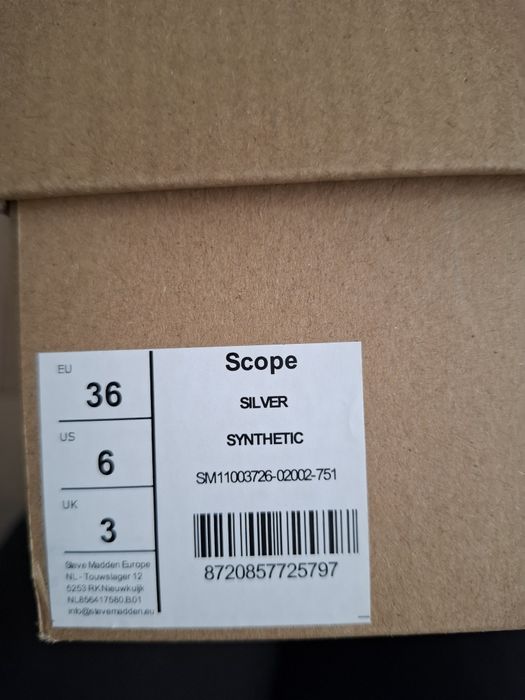 EU
36
US
6
UK
3
Steve Madden Europe
NL - Touwslager 12
5253 RK Nieuwkuijk
NL856417580.B.01
info@stevemadden.eu
Scope
SILVER
SYNTHETIC
SM11003726-02002-751
8720857725797